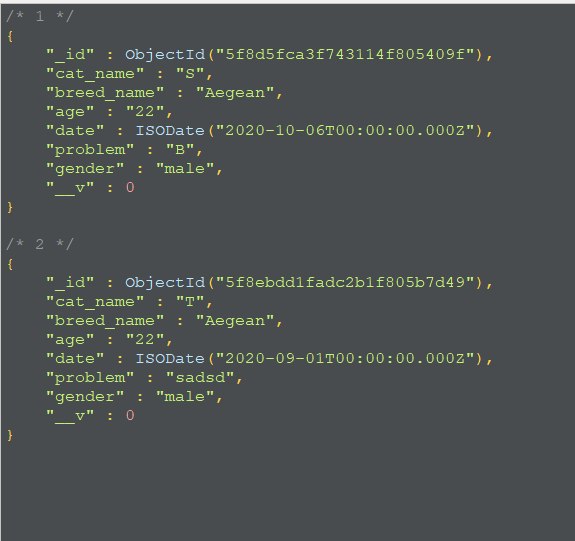 /* 1 */
{
"_id" : ObjectId("5f8d5fca3f743114f805409f"),
"cat_name" : "S",
"breed_name" : "Aegean",
"age" : "22",
"date" : ISODate("2020-10-06T00:00:00.000Z"),
"problem" : "B",
"gender" : "male",
"__v" : 0
}
/* 2 */
{
"_id" : ObjectId("5f8ebdd1fadc2b1f805b7d49"),
"cat_name" : "T",
"breed_name" : "Aegean",
"age" : "22",
"date" : ISODate("2020-09-01T00:00:00.000Z"),
"problem" : "sadsd",
"gender" : "male",
"__v" : 0
}